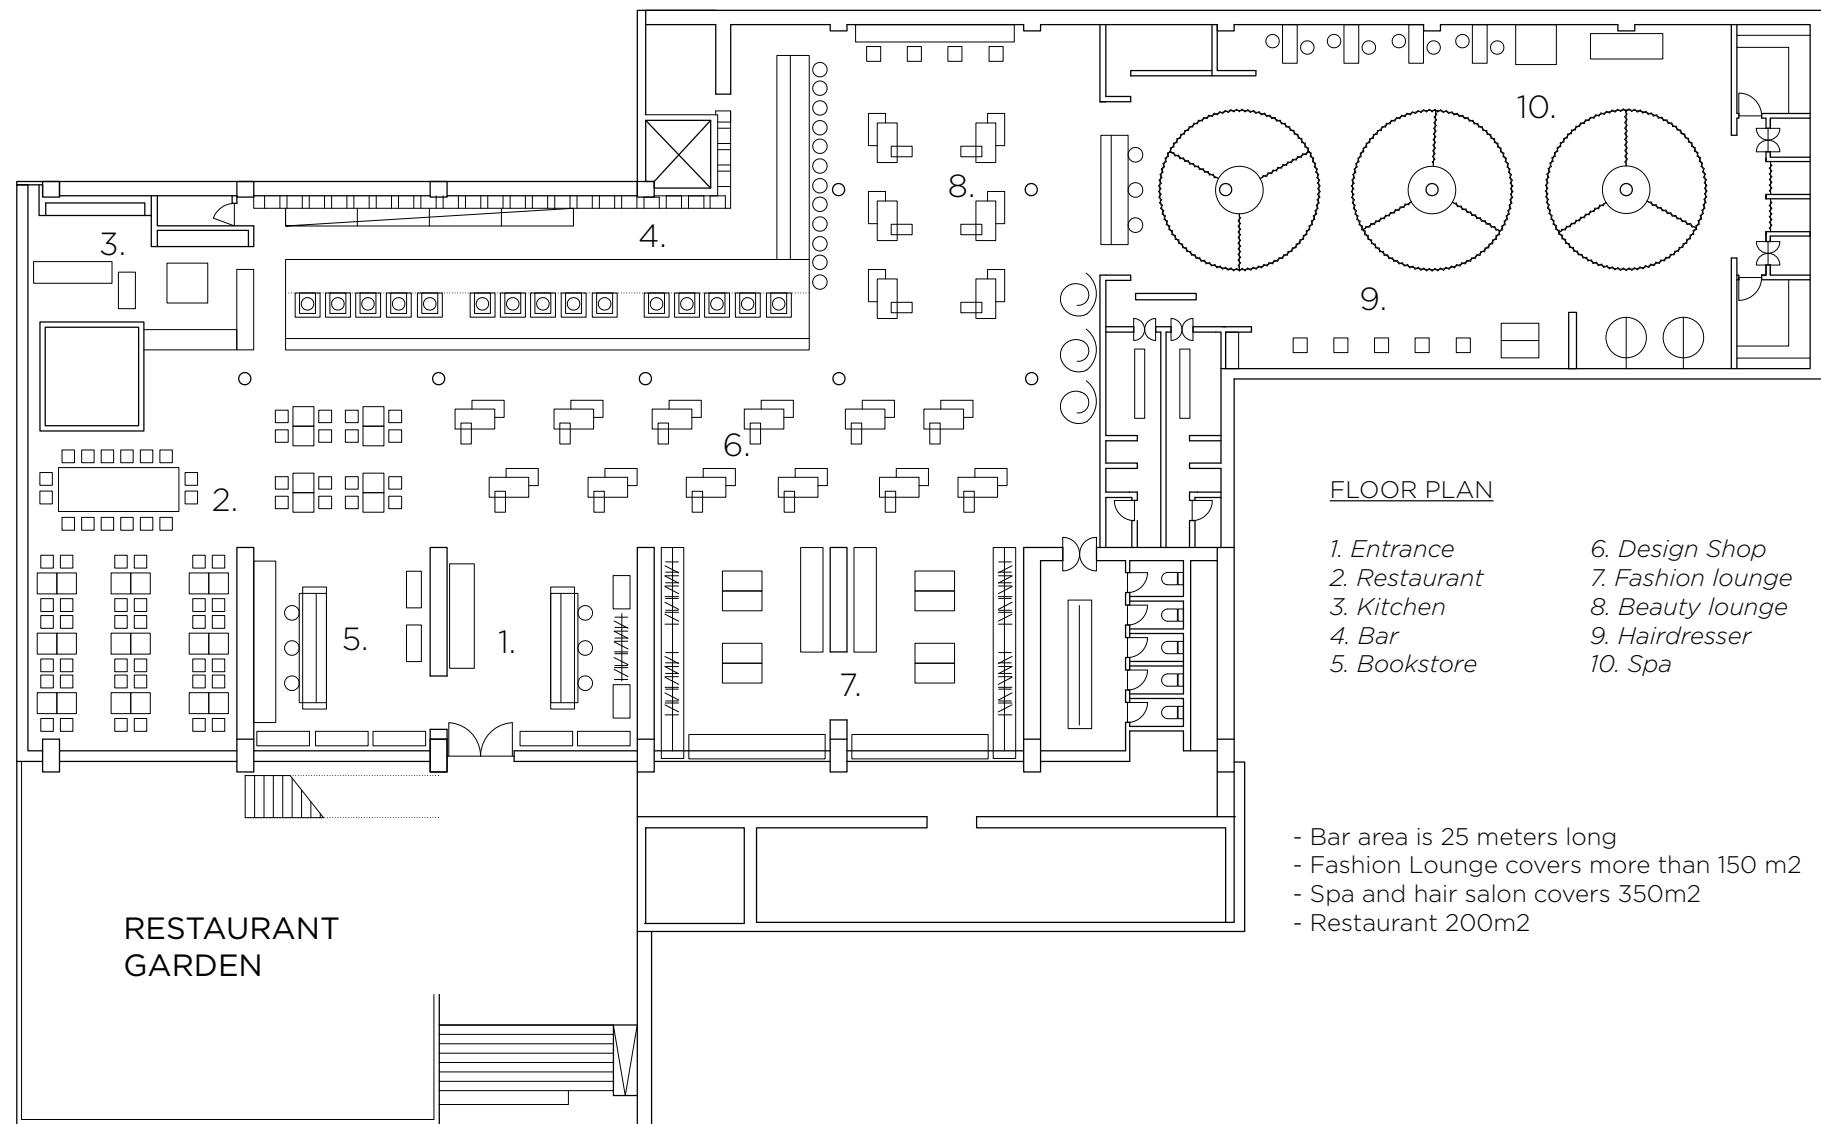 10.
8.
3.
4.
9.
6.
2.
5.
1.
7.
FLOOR PLAN
1. Entrance
2. Restaurant
3. Kitchen
4. Bar
5. Bookstore
6. Design Shop
7. Fashion lounge
8. Beauty lounge
9. Hairdresser
10. Spa
- Bar area is 25 meters long
- Fashion Lounge covers more than 150 m2
- Spa and hair salon covers 350m2
- Restaurant 200m2
RESTAURANT
GARDEN